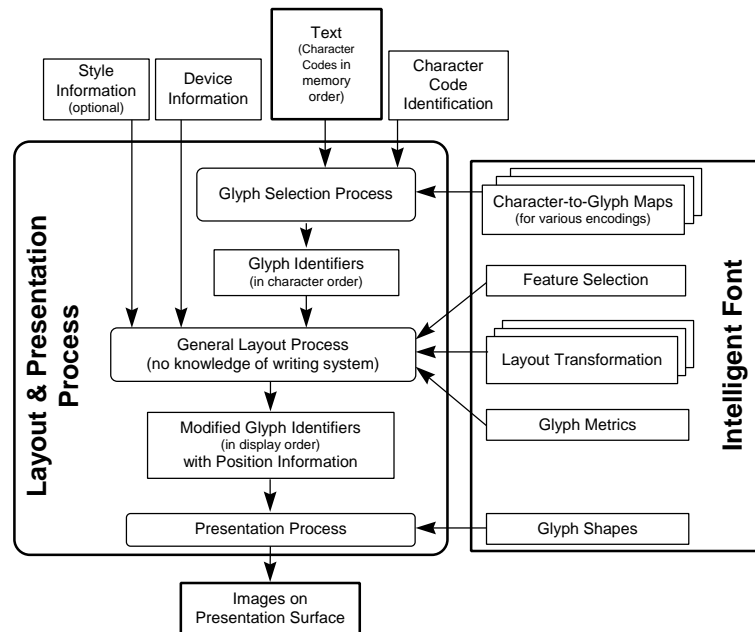 Text
(Character
Codes in
memory
order)
Style
Information
(optional)
Device
Information
Character
Code
Identification
Layout & Presentation
Process
Glyph Selection Process
Glyph Identifiers
(in character order)
General Layout Process
(no knowledge of writing system)
Modified Glyph Identifiers
(in display order)
with Position Information
Presentation Process
Images on
Presentation Surface
Character-to-Glyph Maps
(for various encodings)
Feature Selection
Layout Transformation
Glyph Metrics
Glyph Shapes
Intelligent Font